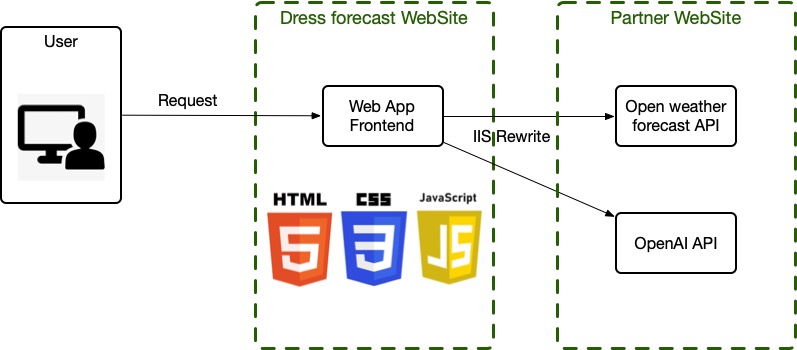 User
Dress forecast WebSite
Partner WebSite
Request
Web App
Frontend
IIS Rewrite
Open weather
forecast API
OpenAI API
HTML
5
CSS
3
JavaScript
JS